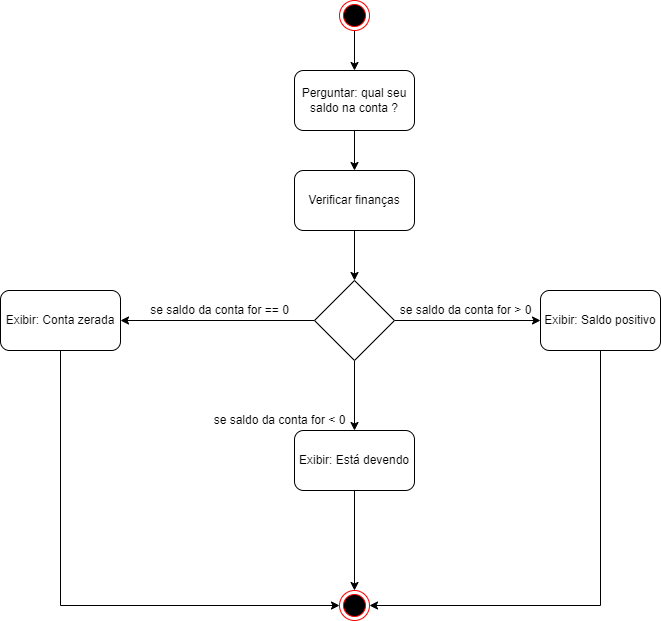 Perguntar: qual seu
saldo na conta ?
Verificar finanças
se saldo da conta for == 0
se saldo da conta for > 0
Exibir: Conta zerada
Exibir: Saldo positivo
se saldo da conta for < 0
Exibir: Está devendo